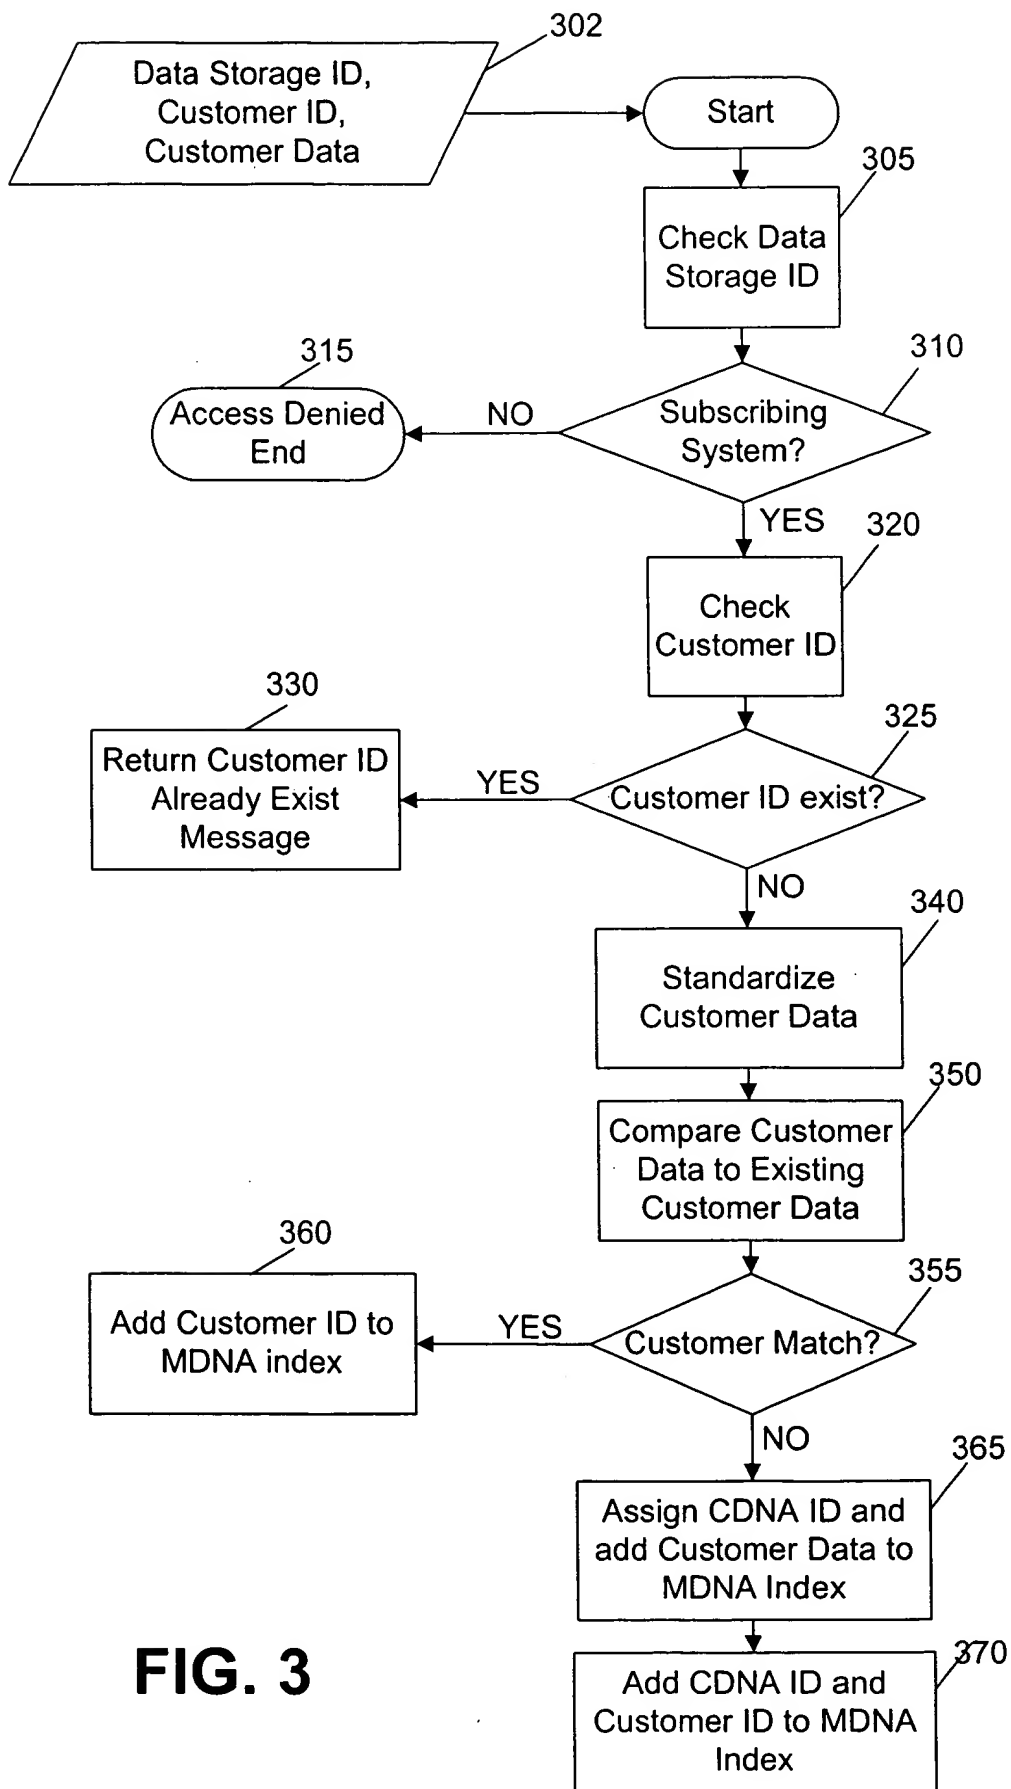 302
Data Storage ID,
Customer ID,
Customer Data
Start
305
Check Data
Storage ID
315
310
Access Denied
End
NO
Subscribing
System?
YES
320
Check
Customer ID
330
325
Return Customer ID
Already Exist
Message
YES
Customer ID exist?
NO
340
Standardize
Customer Data
350
Compare Customer
Data to Existing
Customer Data
360
355
Add Customer ID to
MDNA index
YES
Customer Match?
NO
365
Assign CDNA ID and
add Customer Data to
MDNA Index
370
Add CDNA ID and
Customer ID to MDNA
Index
FIG. 3